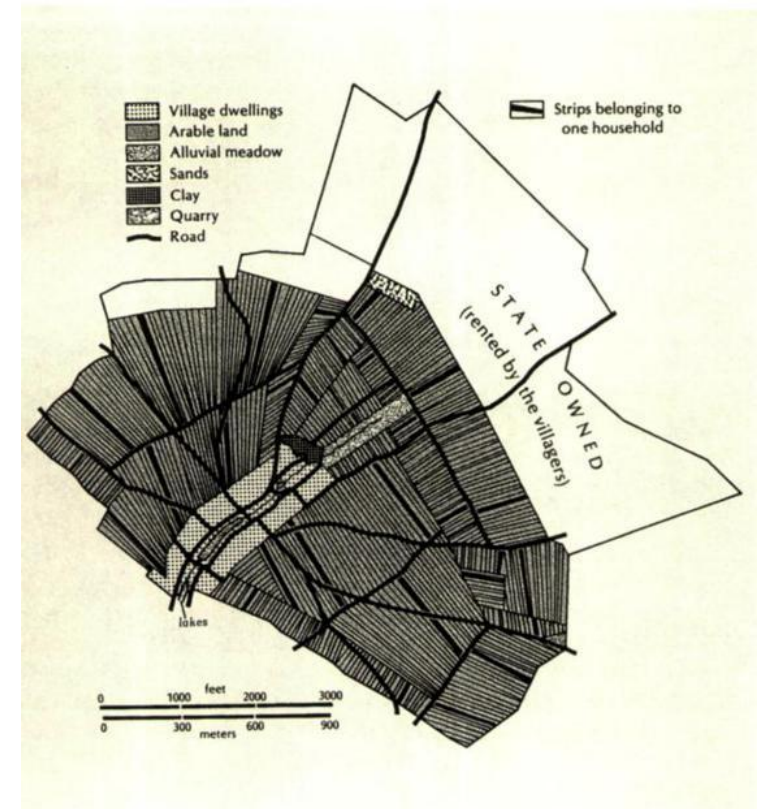 Village dwellings
Arable land
Alluvial meadow
Sands
Clay
Quarry
Road
Strips belonging to
one household
STATE OWNED
(rented by the villagers)
lakes
0 1000 feet 2000 3000
0 300 meters 600 900